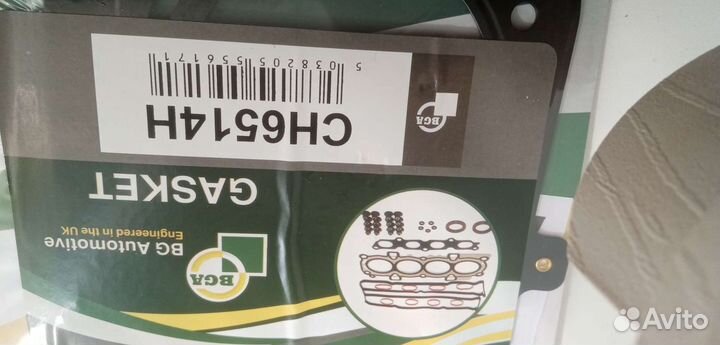 BGA
BG Automotive
Engineered in the UK
GASKET
BGA
CH6514H
5 038205 556171
Avito